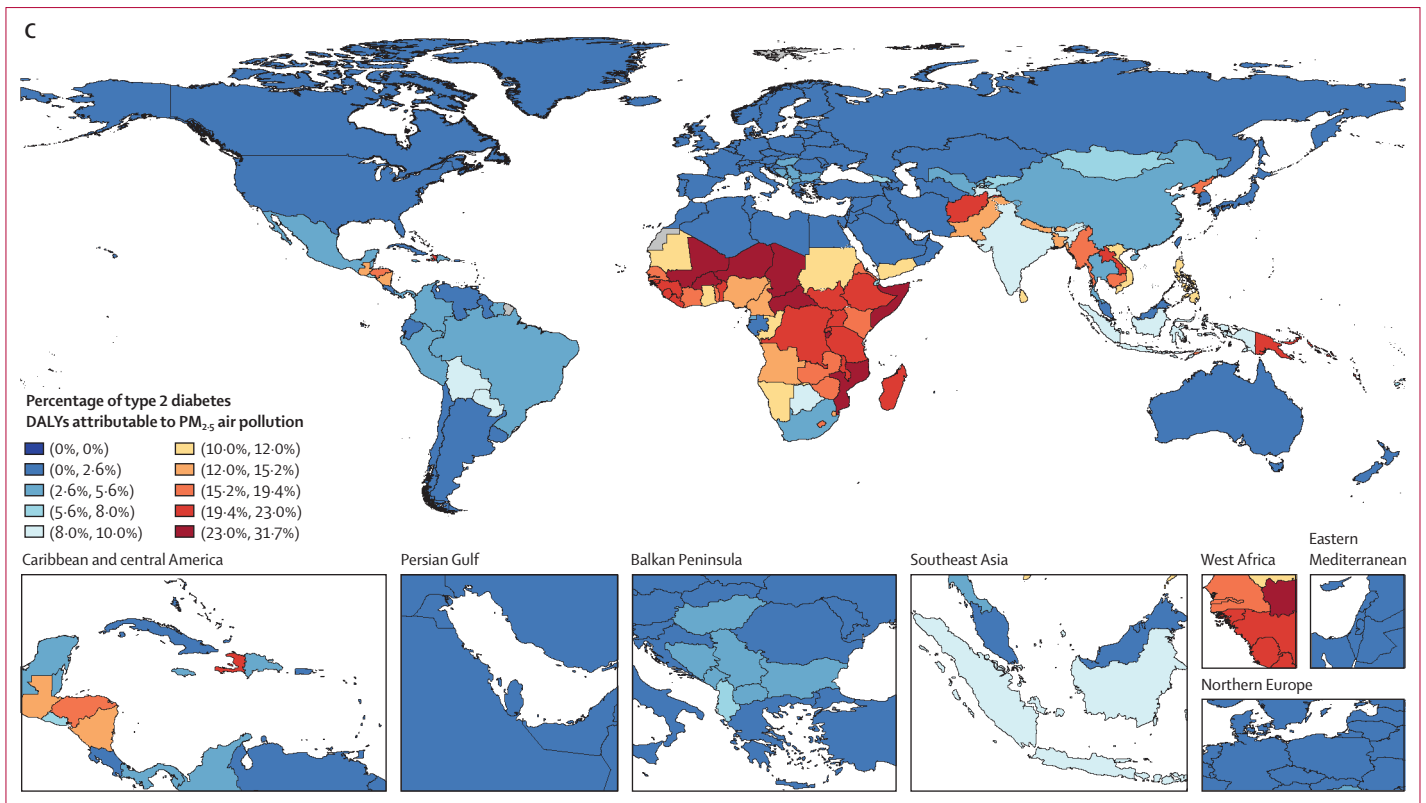 C
Percentage of type 2 diabetes
DALYs attributable to PM2·5 air pollution
(0%, 0%)
(0%, 2·6%)
(2·6%, 5·6%)
(5·6%, 8·0%)
(8·0%, 10·0%)
(10·0%, 12·0%)
(12·0%, 15·2%)
(15·2%, 19·4%)
(19·4%, 23·0%)
(23·0%, 31·7%)
Caribbean and central America
Persian Gulf
Balkan Peninsula
Southeast Asia
West Africa
Eastern
Mediterranean
Northern Europe